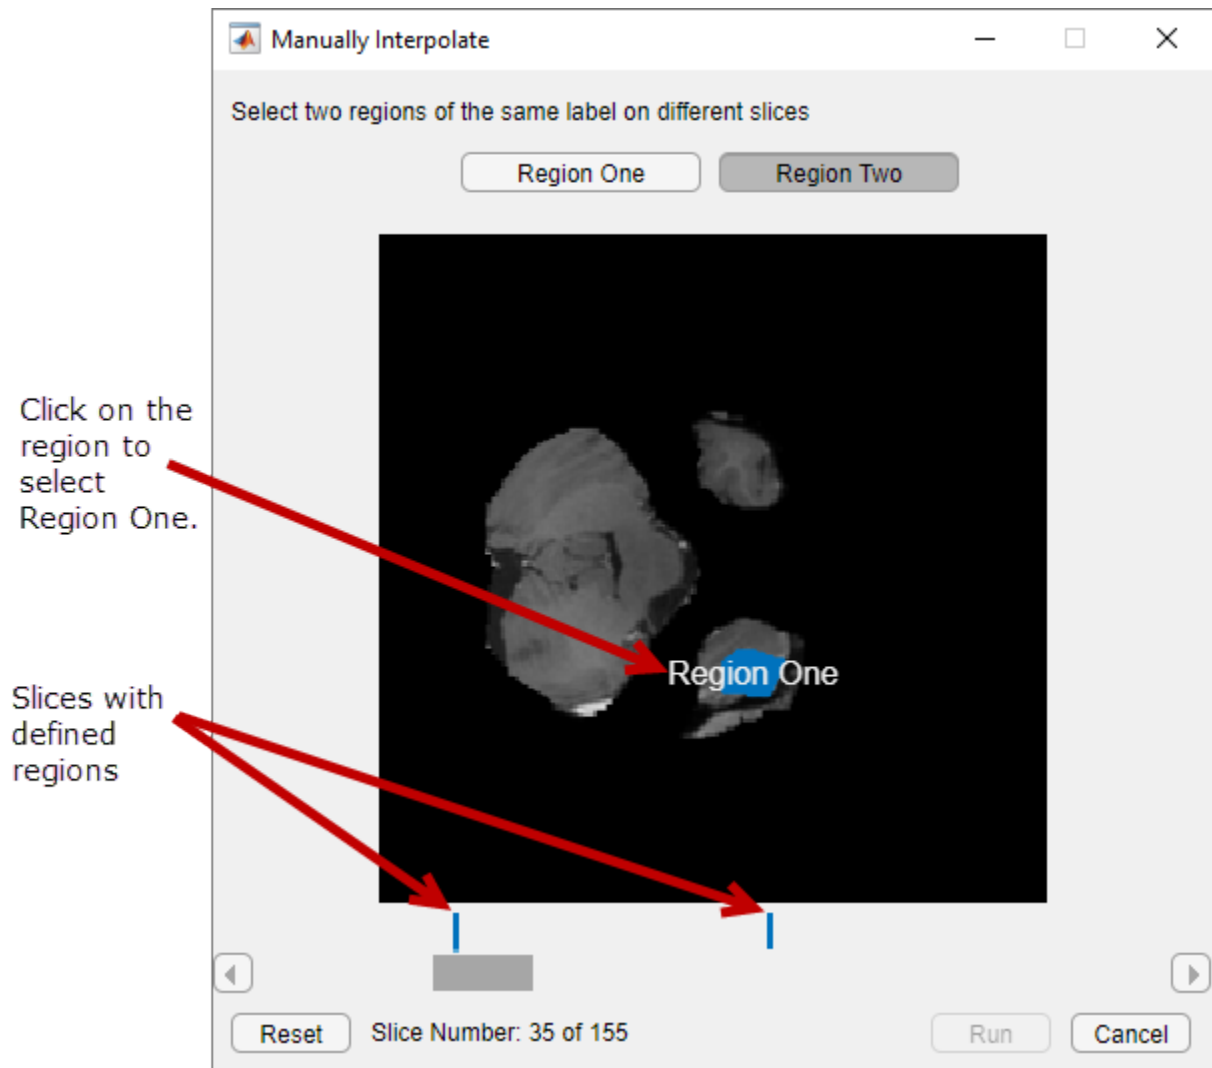 Manually Interpolate
Select two regions of the same label on different slices
Region One
Region Two
Click on the
region to
select
Region One.
Region One
Slices with
defined
regions
Reset
Slice Number: 35 of 155
Run
Cancel